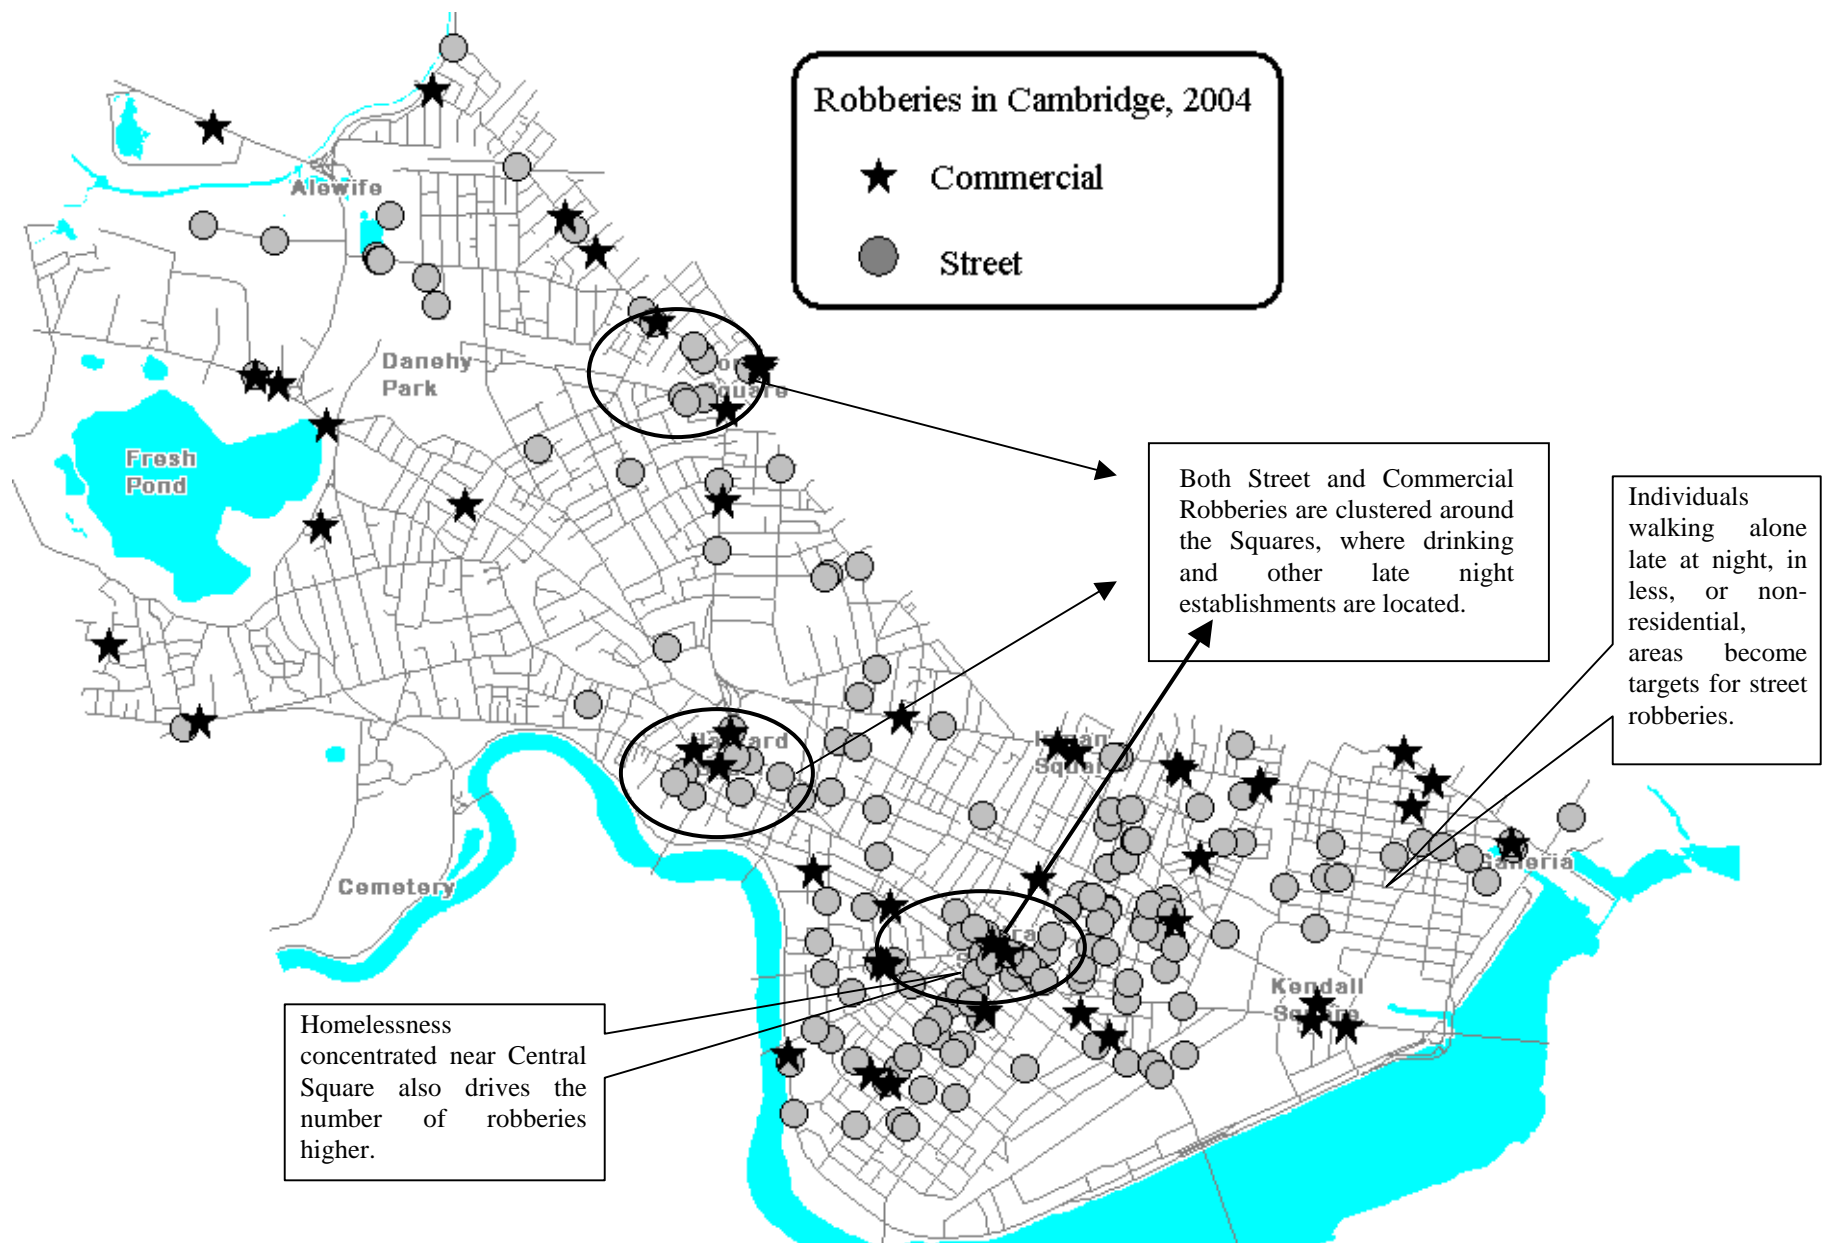 Robberies in Cambridge, 2004
Commercial
Street
Alewife
Danehy
Park
Fresh
Pond
Both Street and Commercial
Robberies are clustered around
the Squares, where drinking
and other late night
establishments are located.
Individuals
walking alone
late at night, in
less, or non-
residential,
areas become
targets for street
robberies.
Cemetery
Galleria
Kendall
Square
Homelessness
concentrated near Central
Square also drives the
number of robberies
higher.